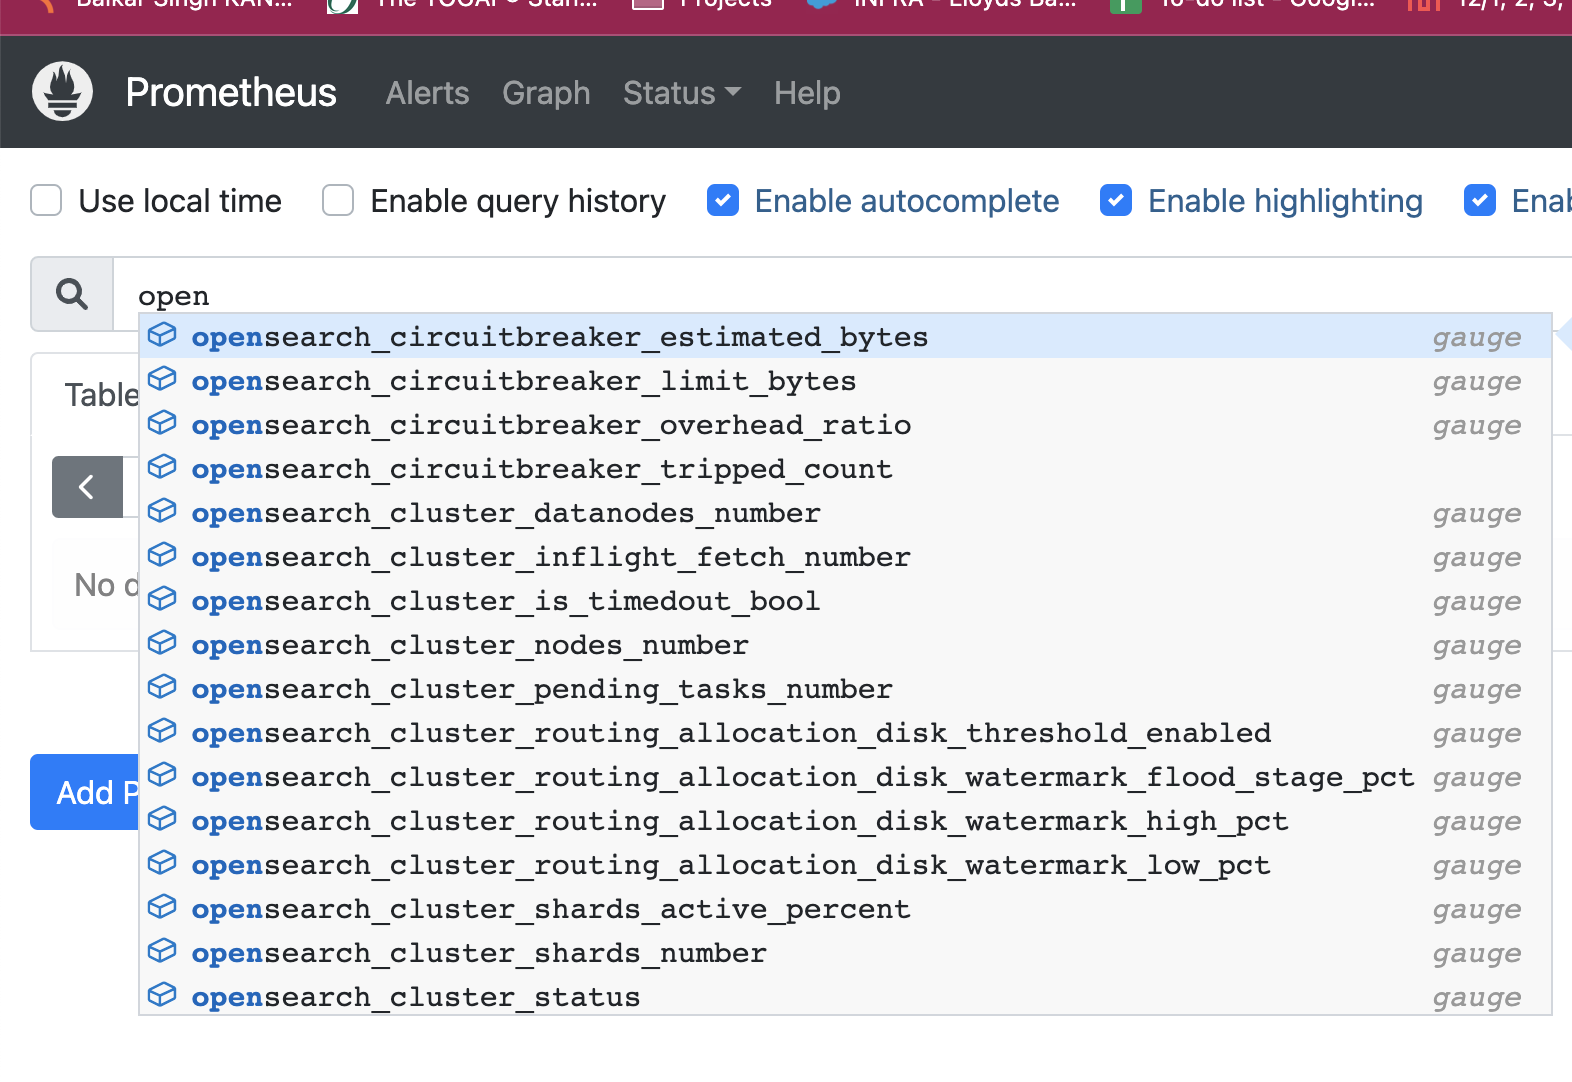 Balkar Singh KAN... The TOGAF® Stan... Projects INFRA - Lloyds Ba... To-do list - Googl... 12/1, 2, 3,
Prometheus Alerts Graph Status Help
Use local time Enable query history Enable autocomplete Enable highlighting Enab
open
opensearch_circuitbreaker_estimated_bytes gauge
opensearch_circuitbreaker_limit_bytes gauge
Table
opensearch_circuitbreaker_overhead_ratio gauge
opensearch_circuitbreaker_tripped_count
opensearch_cluster_datanodes_number gauge
opensearch_cluster_inflight_fetch_number gauge
No d
opensearch_cluster_is_timedout_bool gauge
opensearch_cluster_nodes_number gauge
opensearch_cluster_pending_tasks_number gauge
opensearch_cluster_routing_allocation_disk_threshold_enabled gauge
opensearch_cluster_routing_allocation_disk_watermark_flood_stage_pct gauge
Add P
opensearch_cluster_routing_allocation_disk_watermark_high_pct gauge
opensearch_cluster_routing_allocation_disk_watermark_low_pct gauge
opensearch_cluster_shards_active_percent gauge
opensearch_cluster_shards_number gauge
opensearch_cluster_status gauge